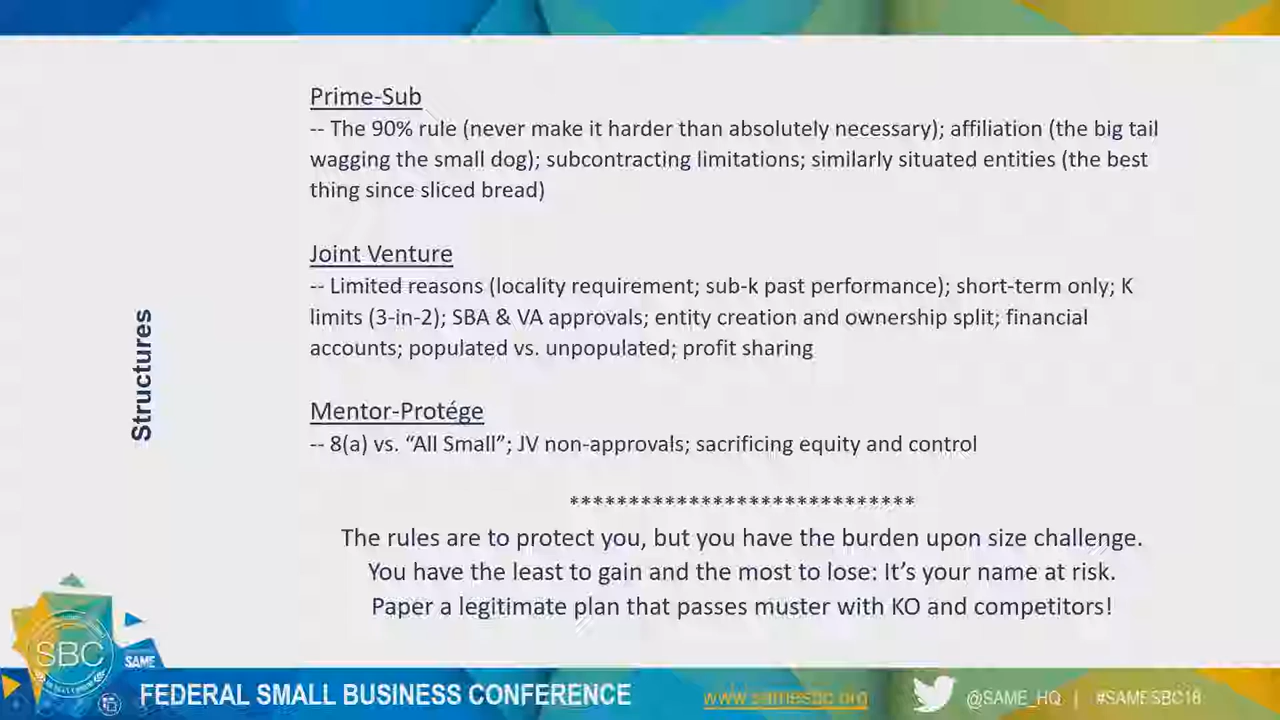 Prime-Sub
-- The 90% rule (never make it harder than absolutely necessary); affiliation (the big tail
wagging the small dog); subcontracting limitations; similarly situated entities (the best
thing since sliced bread)
Joint Venture
-- Limited reasons (locality requirement; sub-k past performance); short-term only; K
limits (3-in-2); SBA & VA approvals; entity creation and ownership split; financial
accounts; populated vs. unpopulated; profit sharing
Structures
Mentor-Protége
-- 8(a) vs. “All Small”; JV non-approvals; sacrificing equity and control
*****************************
The rules are to protect you, but you have the burden upon size challenge.
You have the least to gain and the most to lose: It’s your name at risk.
Paper a legitimate plan that passes muster with KO and competitors!
SBC
SAME
FEDERAL SMALL BUSINESS CONFERENCE
www.samesbc.org
@SAME_HQ | #SAMESBC18